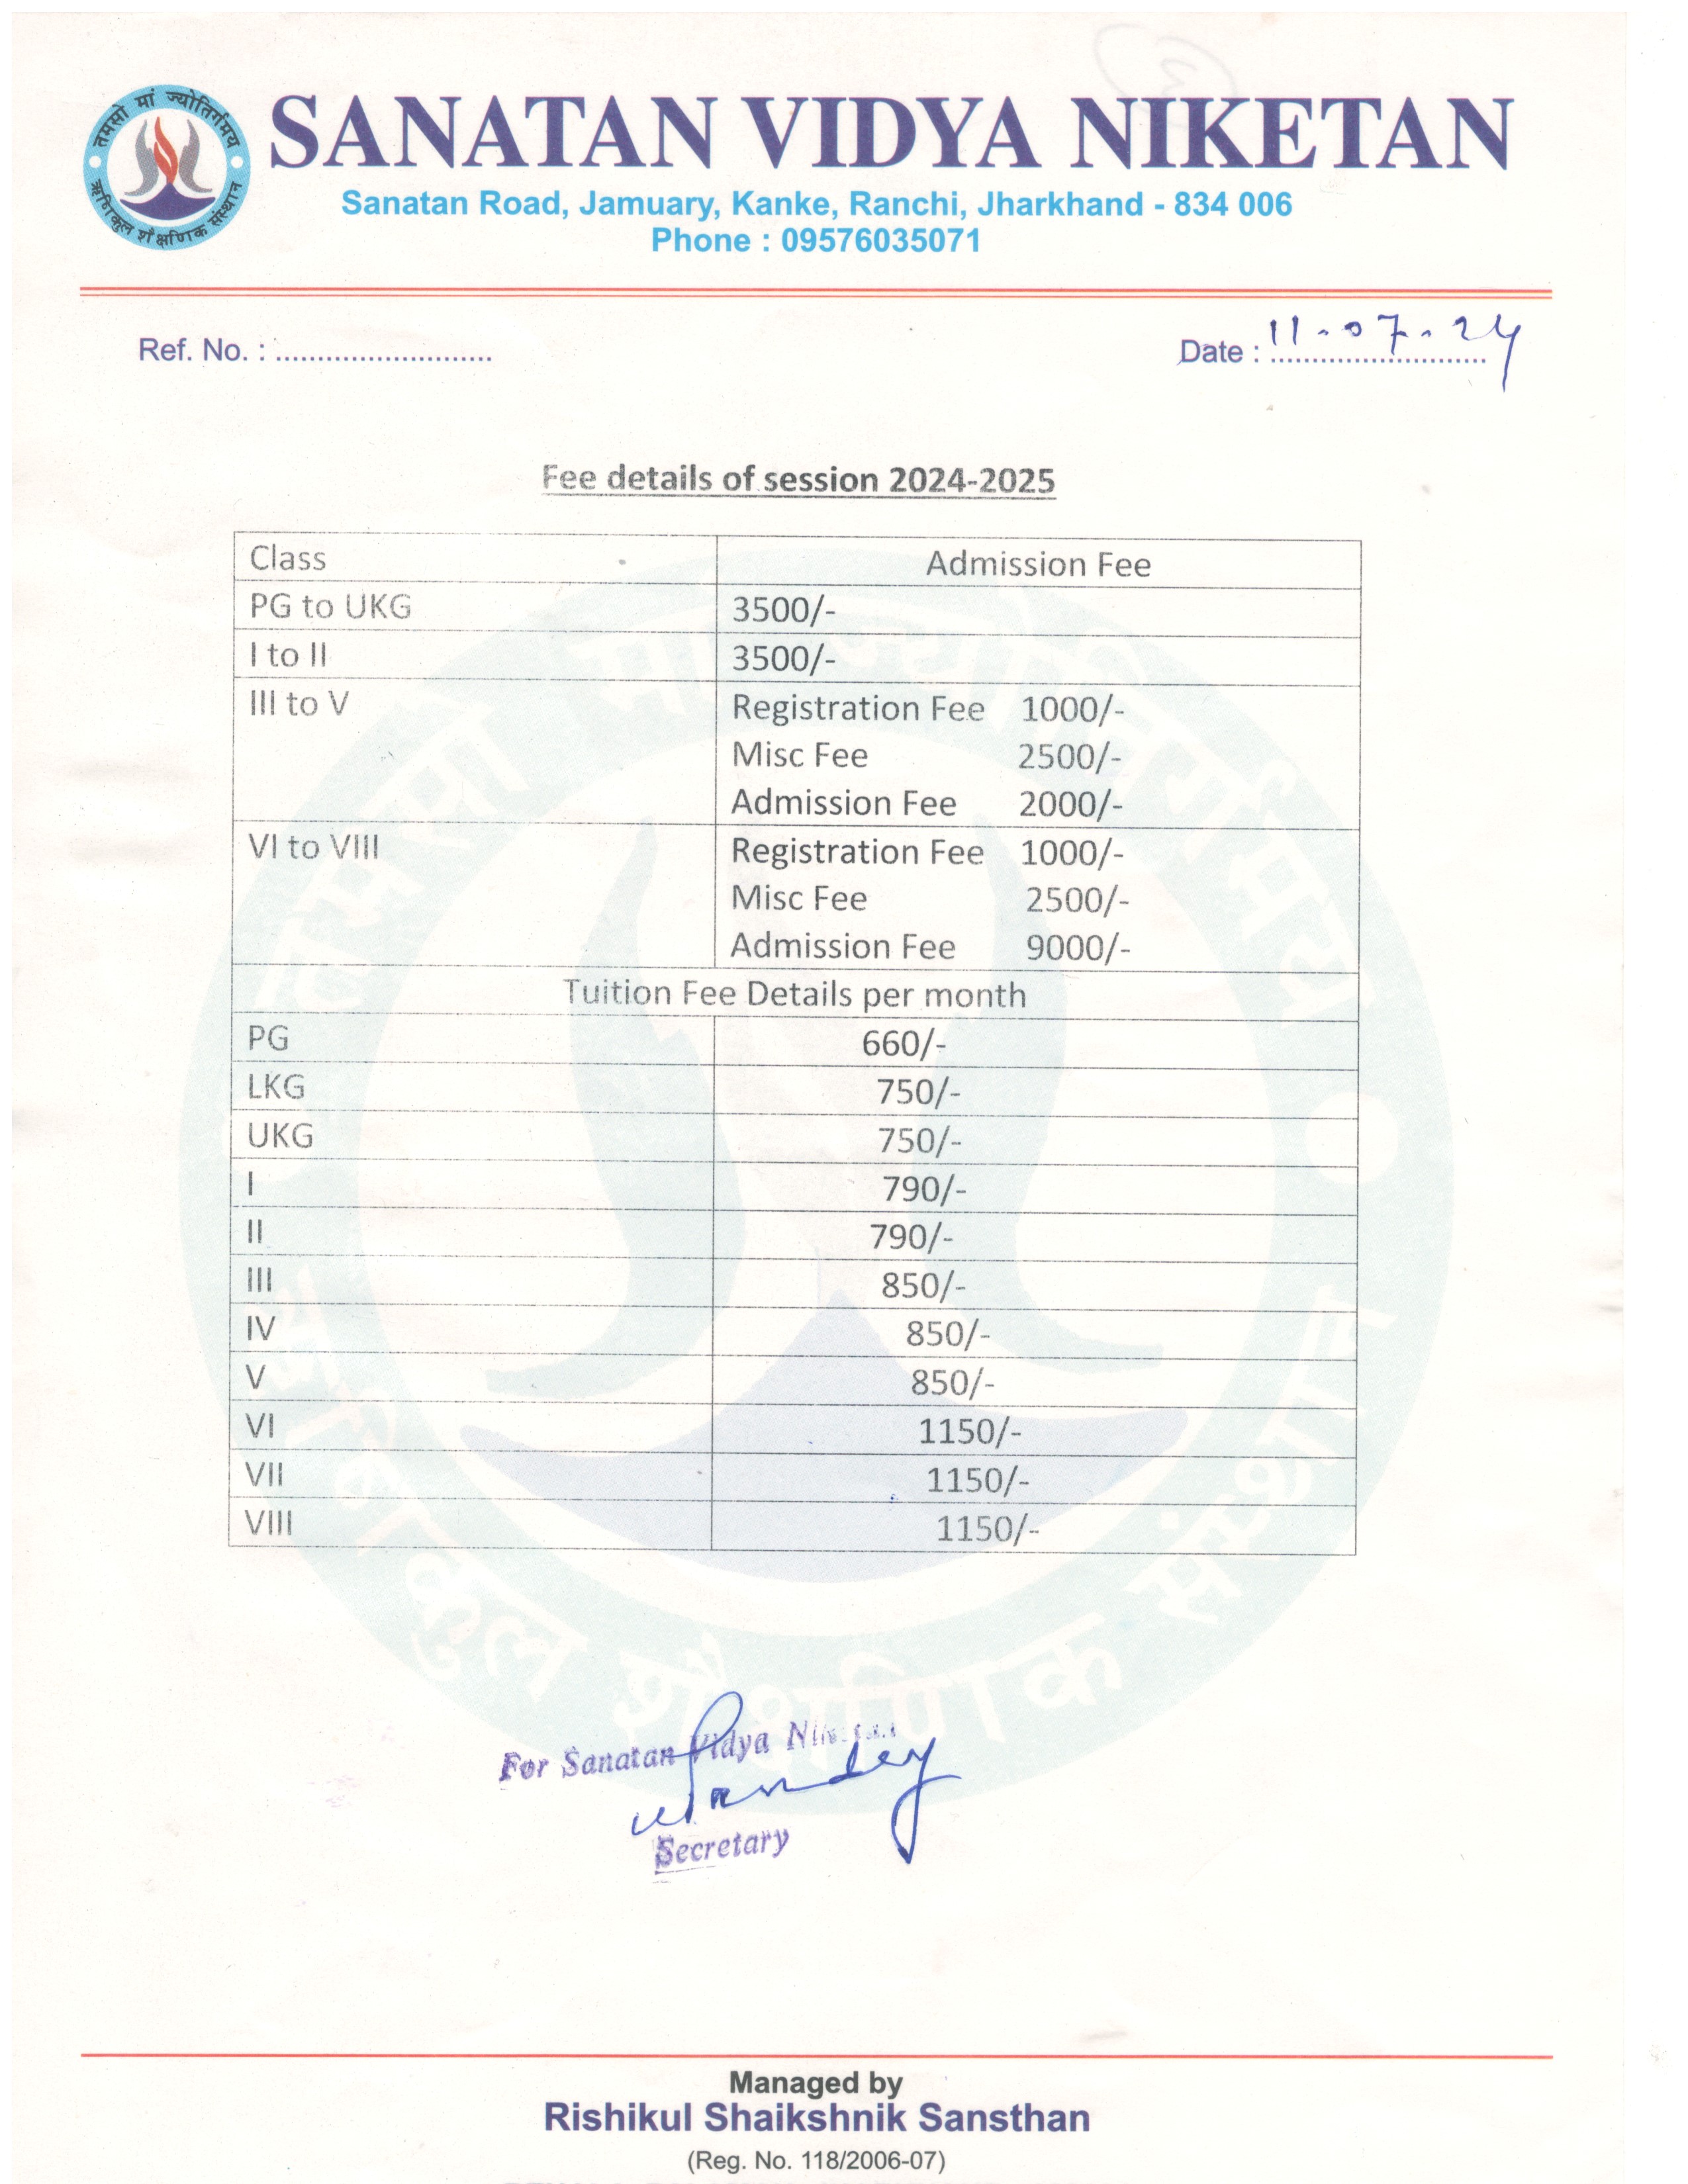 तमसो मां ज्योतिर्गमय
ऋषिकुल शैक्षणिक संस्थान
SANATAN VIDYA NIKETAN
Sanatan Road, Jamuary, Kanke, Ranchi, Jharkhand - 834 006
Phone : 09576035071
Ref. No. : .......................... Date : 11-07-24
Fee details of session 2024-2025
Class Admission Fee
PG to UKG 3500/-
I to II 3500/-
III to V Registration Fee 1000/-
Misc Fee 2500/-
Admission Fee 2000/-
VI to VIII Registration Fee 1000/-
Misc Fee 2500/-
Admission Fee 9000/-
Tuition Fee Details per month
PG 660/-
LKG 750/-
UKG 750/-
I 790/-
II 790/-
III 850/-
IV 850/-
V 850/-
VI 1150/-
VII 1150/-
VIII 1150/-
For Sanatan Vidya Niketan
Secretary
Managed by
Rishikul Shaikshnik Sansthan
(Reg. No. 118/2006-07)